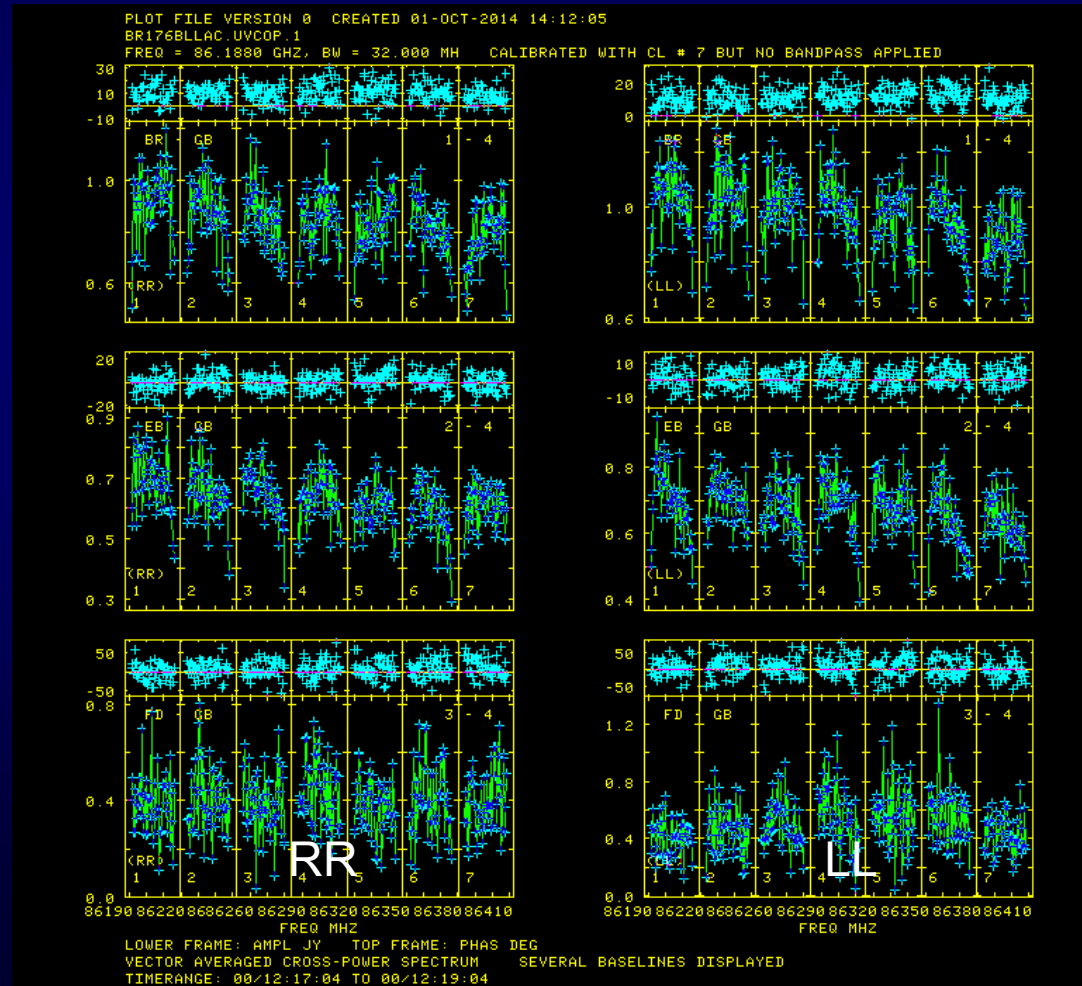 PLOT FILE VERSION 0 CREATED 01-OCT-2014 14:12:05
BR176BLLAC.UVCOP.1
FREQ = 86.1880 GHZ, BW = 32.000 MH CALIBRATED WITH CL # 7 BUT NO BANDPASS APPLIED
30
10
-10
BR GB 1 - 4
1.0
0.6
(RR)
1 2 3 4 5 6 7
20
0
BR GB 1 - 4
1.0
0.6
(LL)
1 2 3 4 5 6 7
20
-20
0.9
EB GB 2 - 4
0.7
0.5
0.3
(RR)
1 2 3 4 5 6 7
10
-10
EB GB 2 - 4
0.8
0.6
0.4
(LL)
1 2 3 4 5 6 7
50
-50
0.8
FD - GB 3 - 4
0.4
0.0
(RR)
RR
1 2 3 4 5 6 7
50
-50
FD - GB 3 - 4
1.2
0.8
0.4
0.0
LL
1 2 3 4 5 6 7
86190 86220 86260 86290 86320 86350 86380 86410
FREQ MHZ
86190 86220 86260 86290 86320 86350 86380 86410
FREQ MHZ
LOWER FRAME: AMPL JY TOP FRAME: PHAS DEG
VECTOR AVERAGED CROSS-POWER SPECTRUM SEVERAL BASELINES DISPLAYED
TIMERANGE: 00/12:17:04 TO 00/12:19:04